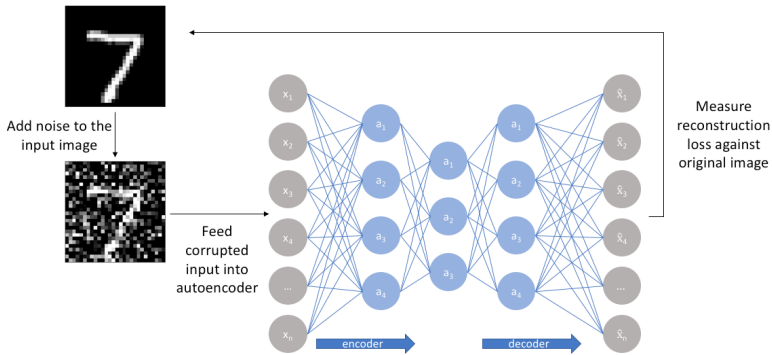 Add noise to the
input image
Feed
corrupted
input into
autoencoder
x₁
x₂
x₃
x₄
...
xₙ
a₁
a₂
a₃
a₄
a₁
a₂
a₃
a₁
a₂
a₃
a₄
x̂₁
x̂₂
x̂₃
x̂₄
...
x̂ₙ
encoder
decoder
Measure
reconstruction
loss against
original image